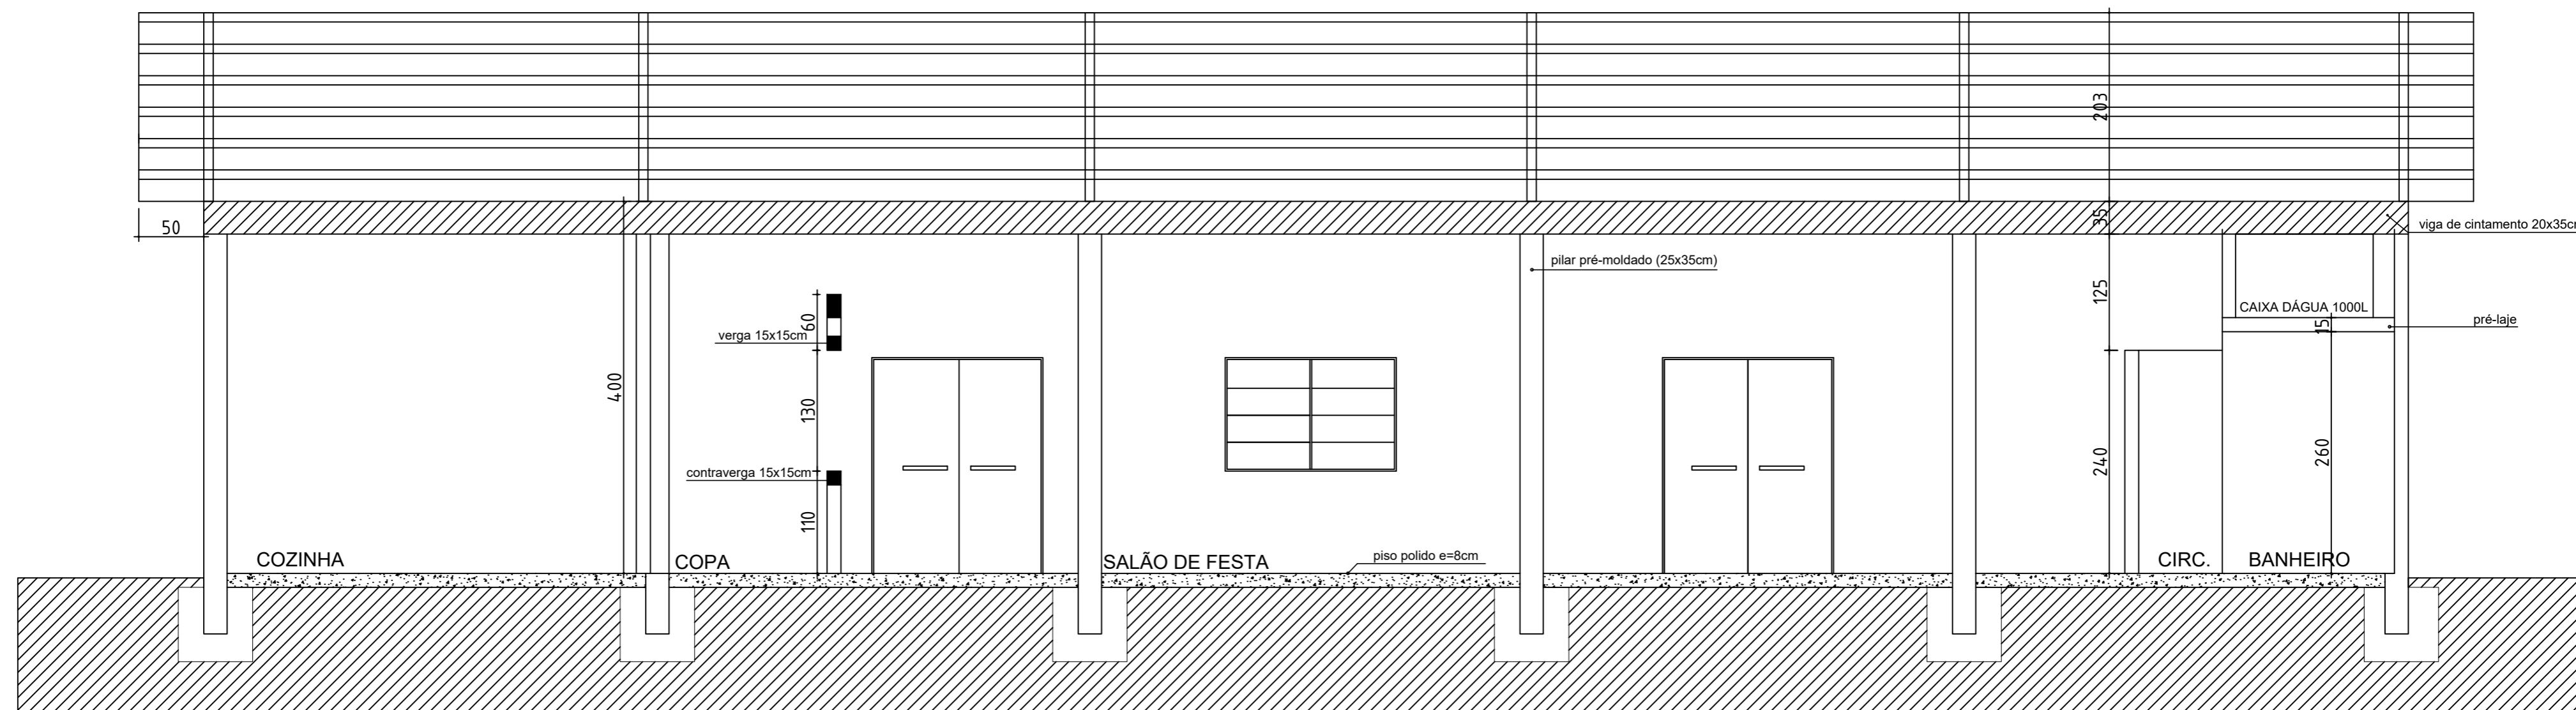 203
50
35
viga de cintamento 20x35c
pilar pré-moldado (25x35cm)
125
CAIXA DÁGUA 1000L
15
pré-laje
60
verga 15x15cm
400
130
240
260
contraverga 15x15cm
110
COZINHA
COPA
SALÃO DE FESTA
piso polido e=8cm
CIRC.
BANHEIRO